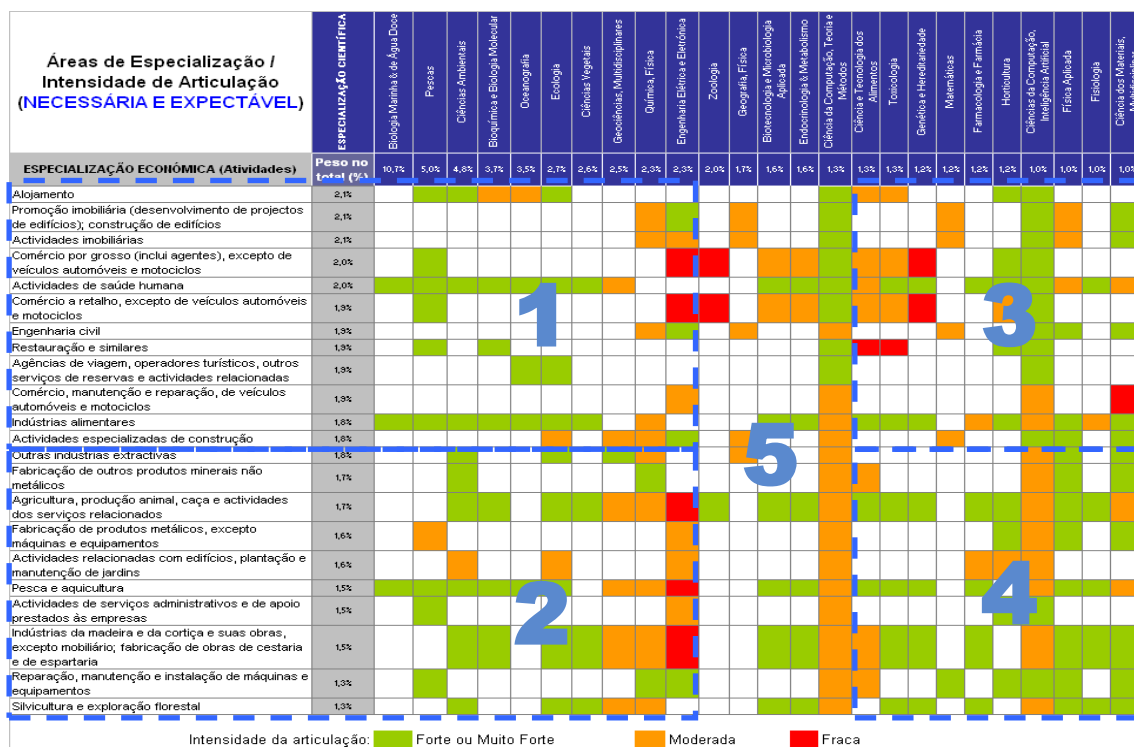 Áreas de Especialização /
Intensidade de Articulação
(NECESSÁRIA E EXPECTÁVEL)
ESPECIALIZAÇÃO CIENTÍFICA
Biologia Marinha & de Água Doce
Pescas
Ciências Ambientais
Bioquímica e Biologia Molecular
Oceanografia
Ecologia
Ciências Vegetais
Geociências, Multidisciplinares
Química, Física
Engenharia Elétrica e Eletrónica
Zoologia
Geografia, Física
Biotecnologia e Microbiologia
Aplicada
Endocrinologia & Metabolismo
Ciência da Computação, Teoria e
Métodos
Ciência e Tecnologia dos
Alimentos
Toxicologia
Genética e Hereditariedade
Matemáticas
Farmacologia e Farmácia
Horticultura
Ciências da Computação,
Inteligência Artificial
Física Aplicada
Fisiologia
Ciência dos Materiais,
ESPECIALIZAÇÃO ECONÓMICA (Atividades)
Peso no
total (%)
10,7% 5,0% 4,8% 3,7% 3,5% 2,7% 2,6% 2,5% 2,3% 2,3% 2,0% 1,7% 1,6% 1,6% 1,3% 1,3% 1,3% 1,2% 1,2% 1,2% 1,2% 1,0% 1,0% 1,0% 1,0%
Alojamento 2,1%
Promoção imobiliária (desenvolvimento de projectos
de edifícios); construção de edifícios 2,1%
Actividades imobiliárias 2,1%
Comércio por grosso (inclui agentes), excepto de
veículos automóveis e motociclos 2,0%
Actividades de saúde humana 2,0%
Comércio a retalho, excepto de veículos automóveis
e motociclos 1,9%
Engenharia civil 1,9%
Restauração e similares 1,9%
Agências de viagem, operadores turísticos, outros
serviços de reservas e actividades relacionadas 1,9%
Comércio, manutenção e reparação, de veículos
automóveis e motociclos 1,9%
Indústrias alimentares 1,8%
Actividades especializadas de construção 1,8%
Outras indústrias extractivas 1,8%
Fabricação de outros produtos minerais não
metálicos 1,7%
Agricultura, produção animal, caça e actividades
dos serviços relacionados 1,7%
Fabricação de produtos metálicos, excepto
máquinas e equipamentos 1,6%
Actividades relacionadas com edifícios, plantação e
manutenção de jardins 1,6%
Pesca e aquicultura 1,5%
Actividades de serviços administrativos e de apoio
prestados às empresas 1,5%
Indústrias da madeira e da cortiça e suas obras,
excepto mobiliário; fabricação de obras de cestaria
e de espartaria 1,5%
Reparação, manutenção e instalação de máquinas e
equipamentos 1,3%
Silvicultura e exploração florestal 1,3%
1
3
5
2
4
Intensidade da articulação: Forte ou Muito Forte Moderada Fraca